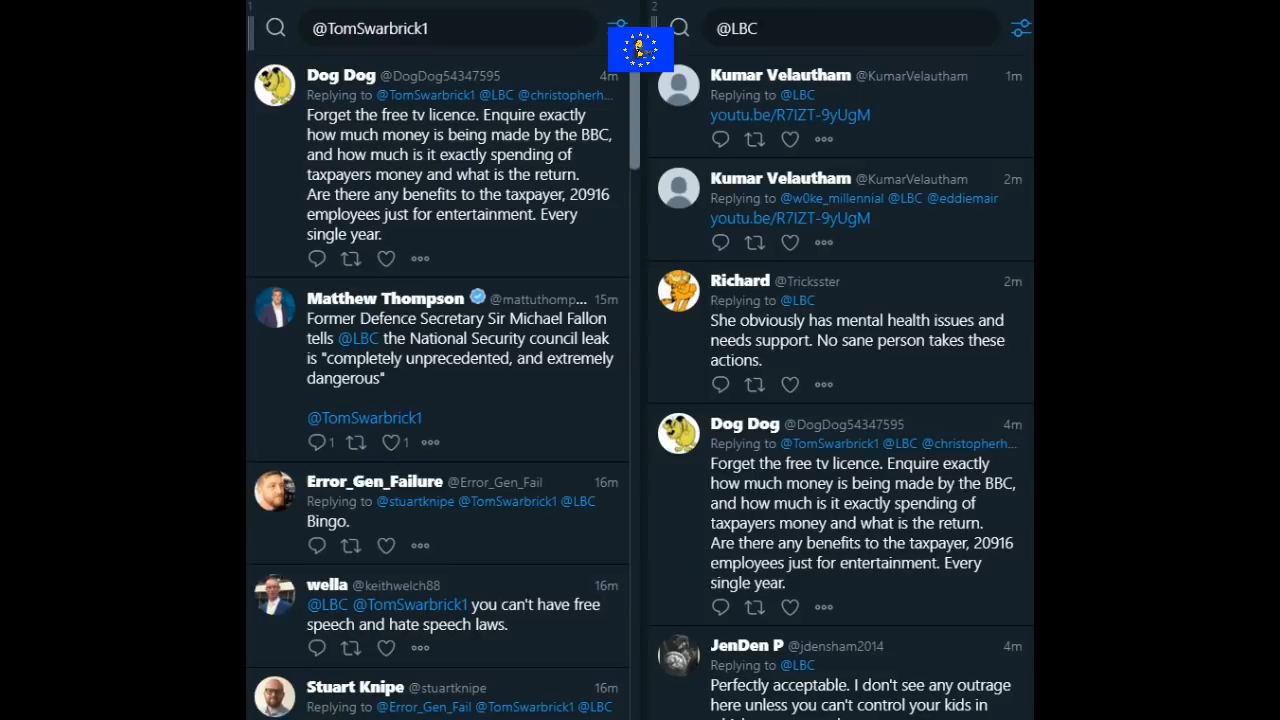 1
@TomSwarbrick1
Dog Dog @DogDog54347595 4m
Replying to @TomSwarbrick1 @LBC @christopherh...
Forget the free tv licence. Enquire exactly
how much money is being made by the BBC,
and how much is it exactly spending of
taxpayers money and what is the return.
Are there any benefits to the taxpayer, 20916
employees just for entertainment. Every
single year.
Matthew Thompson @mattuthomp... 15m
Former Defence Secretary Sir Michael Fallon
tells @LBC the National Security council leak
is "completely unprecedented, and extremely
dangerous"
@TomSwarbrick1
1 1
Error_Gen_Failure @Error_Gen_Fail 16m
Replying to @stuartknipe @TomSwarbrick1 @LBC
Bingo.
wella @keithwelch88 16m
@LBC @TomSwarbrick1 you can't have free
speech and hate speech laws.
Stuart Knipe @stuartknipe 16m
Replying to @Error_Gen_Fail @TomSwarbrick1 @LBC
2
@LBC
Kumar Velautham @KumarVelautham 1m
Replying to @LBC
youtu.be/R7IZT-9yUgM
Kumar Velautham @KumarVelautham 2m
Replying to @w0ke_millennial @LBC @eddiemair
youtu.be/R7IZT-9yUgM
Richard @Tricksster 2m
Replying to @LBC
She obviously has mental health issues and
needs support. No sane person takes these
actions.
Dog Dog @DogDog54347595 4m
Replying to @TomSwarbrick1 @LBC @christopherh...
Forget the free tv licence. Enquire exactly
how much money is being made by the BBC,
and how much is it exactly spending of
taxpayers money and what is the return.
Are there any benefits to the taxpayer, 20916
employees just for entertainment. Every
single year.
JenDen P @jdensham2014 4m
Replying to @LBC
Perfectly acceptable. I don't see any outrage
here unless you can't control your kids in